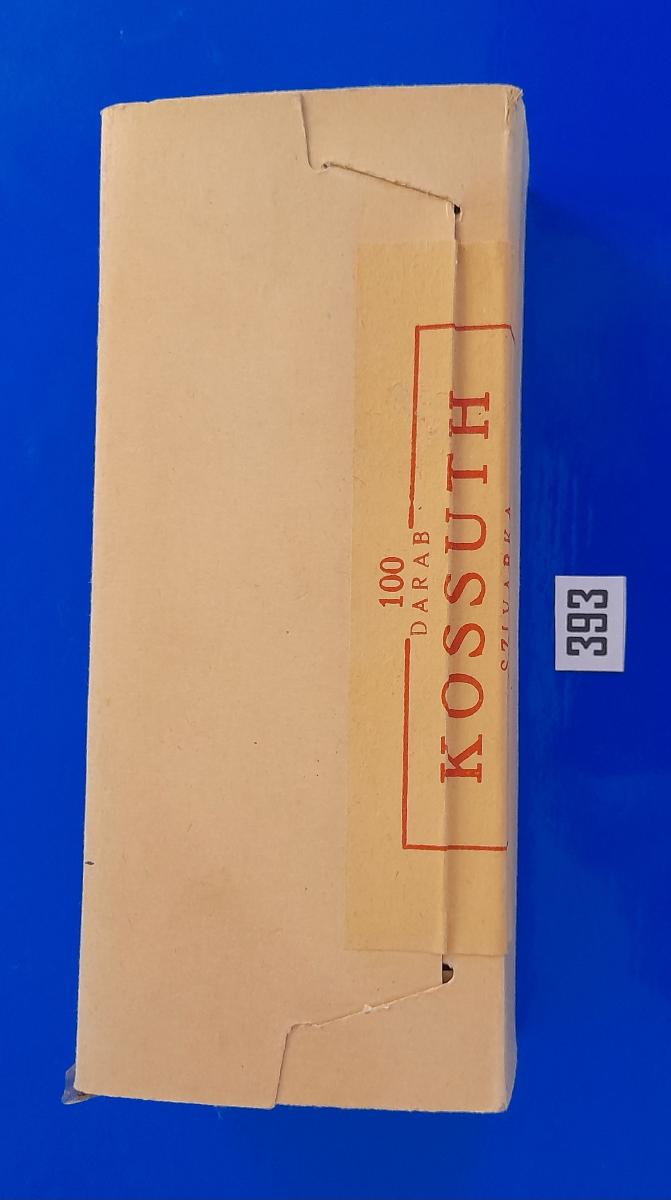 100
DARAB
KOSSUTH
SZIVARKA
393